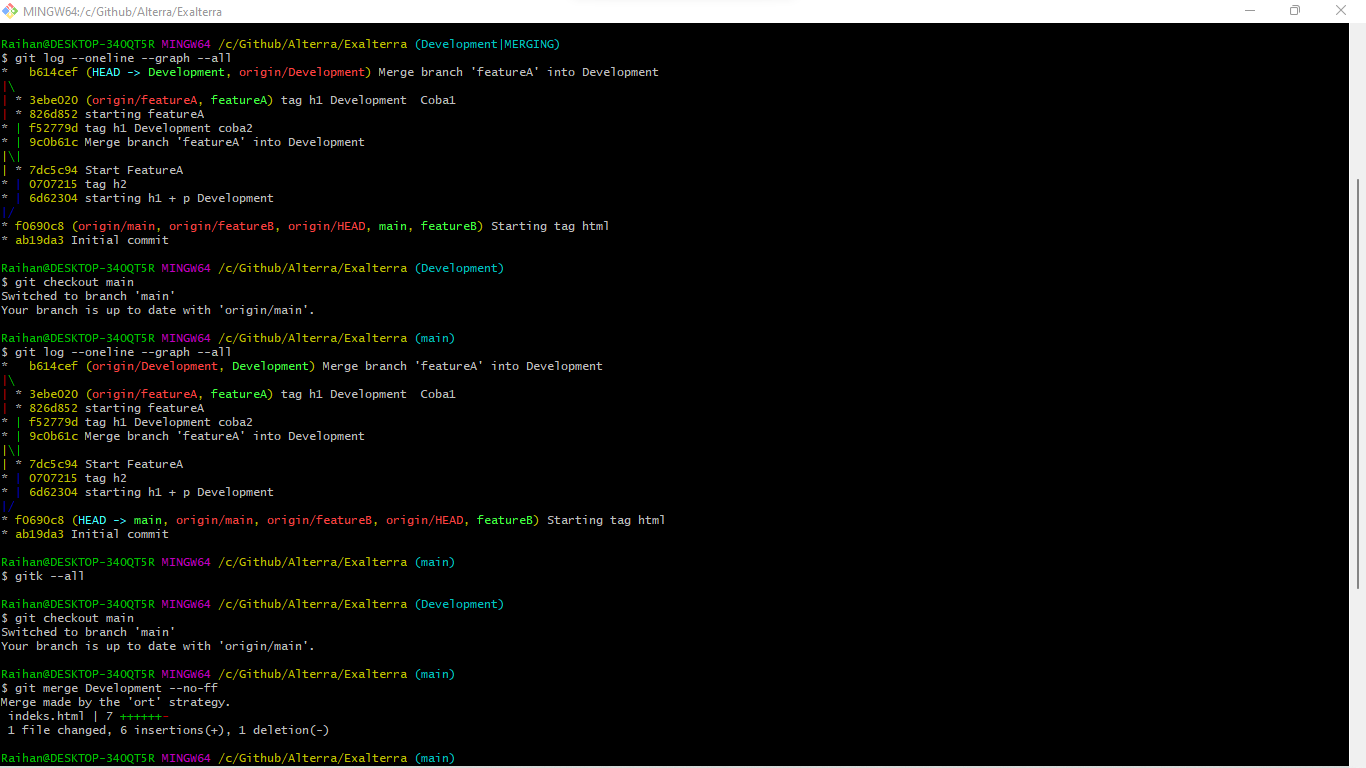 MINGW64:/c/Github/Alterra/Exalterra
Raihan@DESKTOP-34OQT5R MINGW64 /c/Github/Alterra/Exalterra (Development|MERGING)
$ git log --oneline --graph --all
*   b614cef (HEAD -> Development, origin/Development) Merge branch 'featureA' into Development
|\
| * 3ebe020 (origin/featureA, featureA) tag h1 Development  Coba1
| * 826d852 starting featureA
* | f52779d tag h1 Development coba2
* | 9c0b61c Merge branch 'featureA' into Development
|\|
| * 7dc5c94 Start FeatureA
* | 0707215 tag h2
* | 6d62304 starting h1 + p Development
|/
* f0690c8 (origin/main, origin/featureB, origin/HEAD, main, featureB) Starting tag html
* ab19da3 Initial commit
Raihan@DESKTOP-34OQT5R MINGW64 /c/Github/Alterra/Exalterra (Development)
$ git checkout main
Switched to branch 'main'
Your branch is up to date with 'origin/main'.
Raihan@DESKTOP-34OQT5R MINGW64 /c/Github/Alterra/Exalterra (main)
$ git log --oneline --graph --all
*   b614cef (origin/Development, Development) Merge branch 'featureA' into Development
|\
| * 3ebe020 (origin/featureA, featureA) tag h1 Development  Coba1
| * 826d852 starting featureA
* | f52779d tag h1 Development coba2
* | 9c0b61c Merge branch 'featureA' into Development
|\|
| * 7dc5c94 Start FeatureA
* | 0707215 tag h2
* | 6d62304 starting h1 + p Development
|/
* f0690c8 (HEAD -> main, origin/main, origin/featureB, origin/HEAD, featureB) Starting tag html
* ab19da3 Initial commit
Raihan@DESKTOP-34OQT5R MINGW64 /c/Github/Alterra/Exalterra (main)
$ gitk --all
Raihan@DESKTOP-34OQT5R MINGW64 /c/Github/Alterra/Exalterra (Development)
$ git checkout main
Switched to branch 'main'
Your branch is up to date with 'origin/main'.
Raihan@DESKTOP-34OQT5R MINGW64 /c/Github/Alterra/Exalterra (main)
$ git merge Development --no-ff
Merge made by the 'ort' strategy.
 indeks.html | 7 ++++++-
 1 file changed, 6 insertions(+), 1 deletion(-)
Raihan@DESKTOP-34OQT5R MINGW64 /c/Github/Alterra/Exalterra (main)